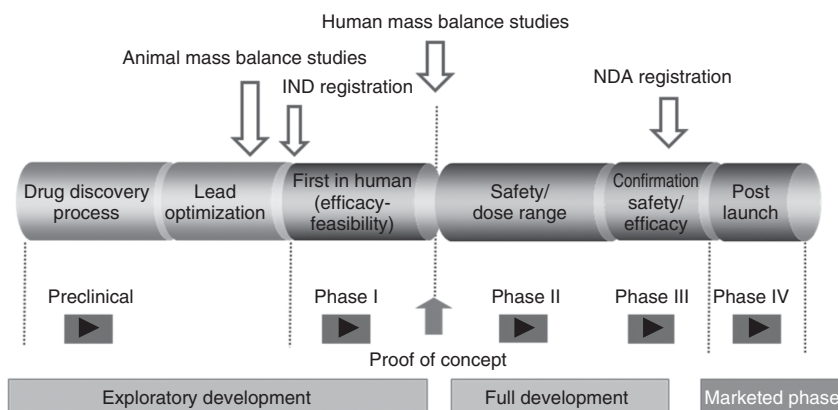 Human mass balance studies
Animal mass balance studies
IND registration
NDA registration
Drug discovery
process
Lead
optimization
First in human
(efficacy-
feasibility)
Safety/
dose range
Confirmation
safety/
efficacy
Post
launch
Preclinical
Phase I
Phase II
Phase III
Phase IV
Proof of concept
Exploratory development
Full development
Marketed phase